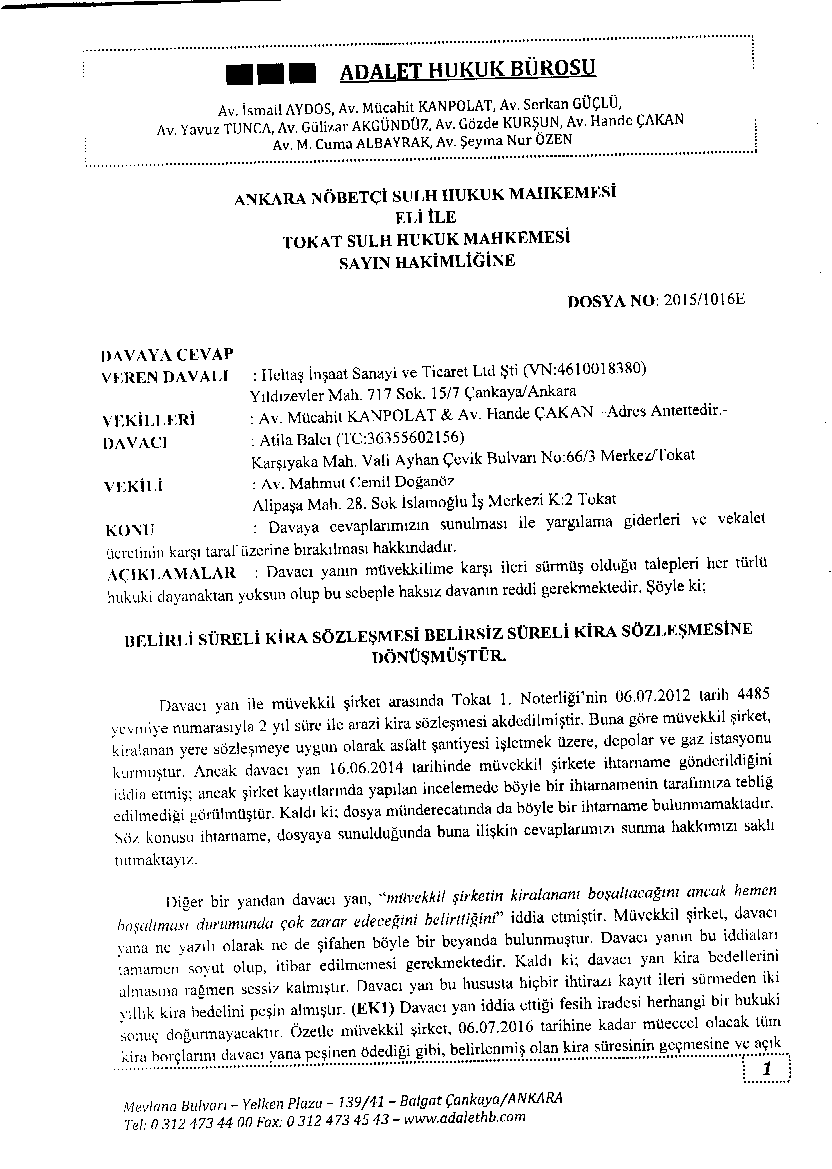 ADALET HUKUK BÜROSU
Av. İsmail AYDOS, Av. Mücahit KANPOLAT, Av. Serkan GÜÇLÜ,
Av. Yavuz TUNCA, Av. Gülizar AKGÜNDÜZ, Av. Gözde KURŞUN, Av. Hande ÇAKAN
Av. M. Cuma ALBAYRAK, Av. Şeyma Nur ÖZEN
ANKARA NÖBETÇİ SULH HUKUK MAHKEMESİ
ELİ İLE
TOKAT SULH HUKUK MAHKEMESİ
SAYIN HAKİMLİĞİNE
DOSYA NO: 2015/1016E
DAVAYA CEVAP
VEREN DAVALI : Heltaş İnşaat Sanayi ve Ticaret Ltd Şti (VN:4610018380)
Yıldızevler Mah. 717 Sok. 15/7 Çankaya/Ankara
VEKİLLERİ : Av. Mücahit KANPOLAT & Av. Hande ÇAKAN -Adres Antettedir.-
DAVACI : Atila Balcı (TC:36355602156)
Karşıyaka Mah. Vali Ayhan Çevik Bulvarı No:66/3 Merkez/Tokat
VEKİLİ : Av. Mahmut Cemil Doğanöz
Alipaşa Mah. 28. Sok İslamoğlu İş Merkezi K:2 Tokat
KONU : Davaya cevaplarımızın sunulması ile yargılama giderleri ve vekalet
ücretinin karşı taraf üzerine bırakılması hakkındadır.
AÇIKLAMALAR : Davacı yanın müvekkilime karşı ileri sürmüş olduğu talepleri her türlü
hukuki dayanaktan yoksun olup bu sebeple haksız davanın reddi gerekmektedir. Şöyle ki;
BELİRLİ SÜRELİ KİRA SÖZLEŞMESİ BELİRSİZ SÜRELİ KİRA SÖZLEŞMESİNE
DÖNÜŞMÜŞTÜR.
Davacı yan ile müvekkil şirket arasında Tokat 1. Noterliği'nin 06.07.2012 tarih 4485
yevmiye numarasıyla 2 yıl süre ile arazi kira sözleşmesi akdedilmiştir. Buna göre müvekkil şirket,
kiralanan yere sözleşmeye uygun olarak asfalt şantiyesi işletmek üzere, depolar ve gaz istasyonu
kurmuştur. Ancak davacı yan 16.06.2014 tarihinde müvekkil şirkete ihtarname gönderildiğini
iddia etmiş; ancak şirket kayıtlarında yapılan incelemede böyle bir ihtarnamenin tarafımıza tebliğ
edilmediği görülmüştür. Kaldı ki; dosya münderecatında da böyle bir ihtarname bulunmamaktadır.
Söz konusu ihtarname, dosyaya sunulduğunda buna ilişkin cevaplarımızı sunma hakkımızı saklı
tutmaktayız.
Diğer bir yandan davacı yan, "müvekkil şirketin kiralananı boşaltacağını ancak hemen
boşaltması durumunda çok zarar edeceğini belirttiğini" iddia etmiştir. Müvekkil şirket, davacı
yana ne yazılı olarak ne de şifahen böyle bir beyanda bulunmuştur. Davacı yanın bu iddiaları
tamamen soyut olup, itibar edilmemesi gerekmektedir. Kaldı ki; davacı yan kira bedellerini
almasına rağmen sessiz kalmıştır. Davacı yan bu hususta hiçbir ihtirazi kayıt ileri sürmeden iki
yıllık kira bedelini peşin almıştır. (EK1) Davacı yan iddia ettiği fesih iradesi herhangi bir hukuki
sonuç doğurmayacaktır. Özetle müvekkil şirket, 06.07.2016 tarihine kadar müeccel olacak tüm
kira borçlarını davacı yana peşinen ödediği gibi, belirlenmiş olan kira süresinin geçmesine ve açık
1
Mevlana Bulvarı – Yelken Plaza – 139/41 – Balgat Çankaya/ANKARA
Tel: 0 312 473 44 00 Fax: 0 312 473 45 43 – www.adalethb.com